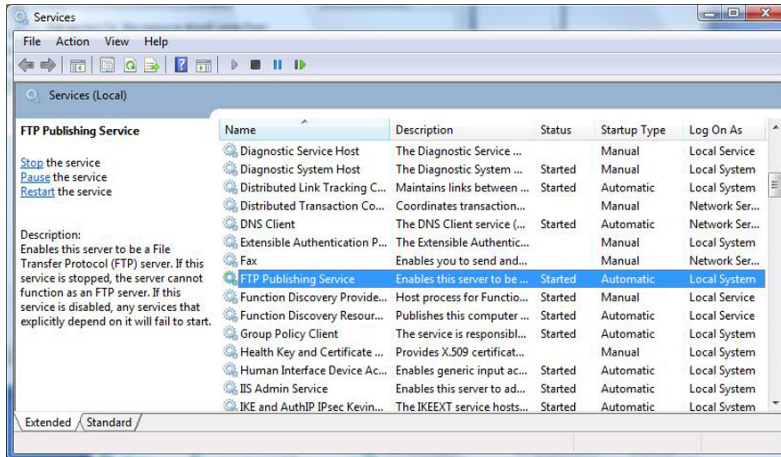 Services
File Action View Help
Services (Local)
FTP Publishing Service
Stop the service
Pause the service
Restart the service
Description:
Enables this server to be a File
Transfer Protocol (FTP) server. If this
service is stopped, the server cannot
function as an FTP server. If this
service is disabled, any services that
explicitly depend on it will fail to start.
Name Description Status Startup Type Log On As
Diagnostic Service Host The Diagnostic Service ... Manual Local Service
Diagnostic System Host The Diagnostic System ... Started Manual Local System
Distributed Link Tracking C... Maintains links between ... Started Automatic Local System
Distributed Transaction Co... Coordinates transaction... Manual Network Ser...
DNS Client The DNS Client service (... Started Automatic Network Ser...
Extensible Authentication P... The Extensible Authentic... Manual Local System
Fax Enables you to send and... Manual Network Ser...
FTP Publishing Service Enables this server to be ... Started Automatic Local System
Function Discovery Provide... Host process for Functio... Started Manual Local Service
Function Discovery Resour... Publishes this computer ... Started Automatic Local Service
Group Policy Client The service is responsibl... Started Automatic Local System
Health Key and Certificate ... Provides X.509 certificat... Manual Local System
Human Interface Device Ac... Enables generic input ac... Started Automatic Local System
IIS Admin Service Enables this server to ad... Started Automatic Local System
IKE and AuthIP IPsec Keyin... The IKEEXT service hosts... Started Automatic Local System
Extended Standard